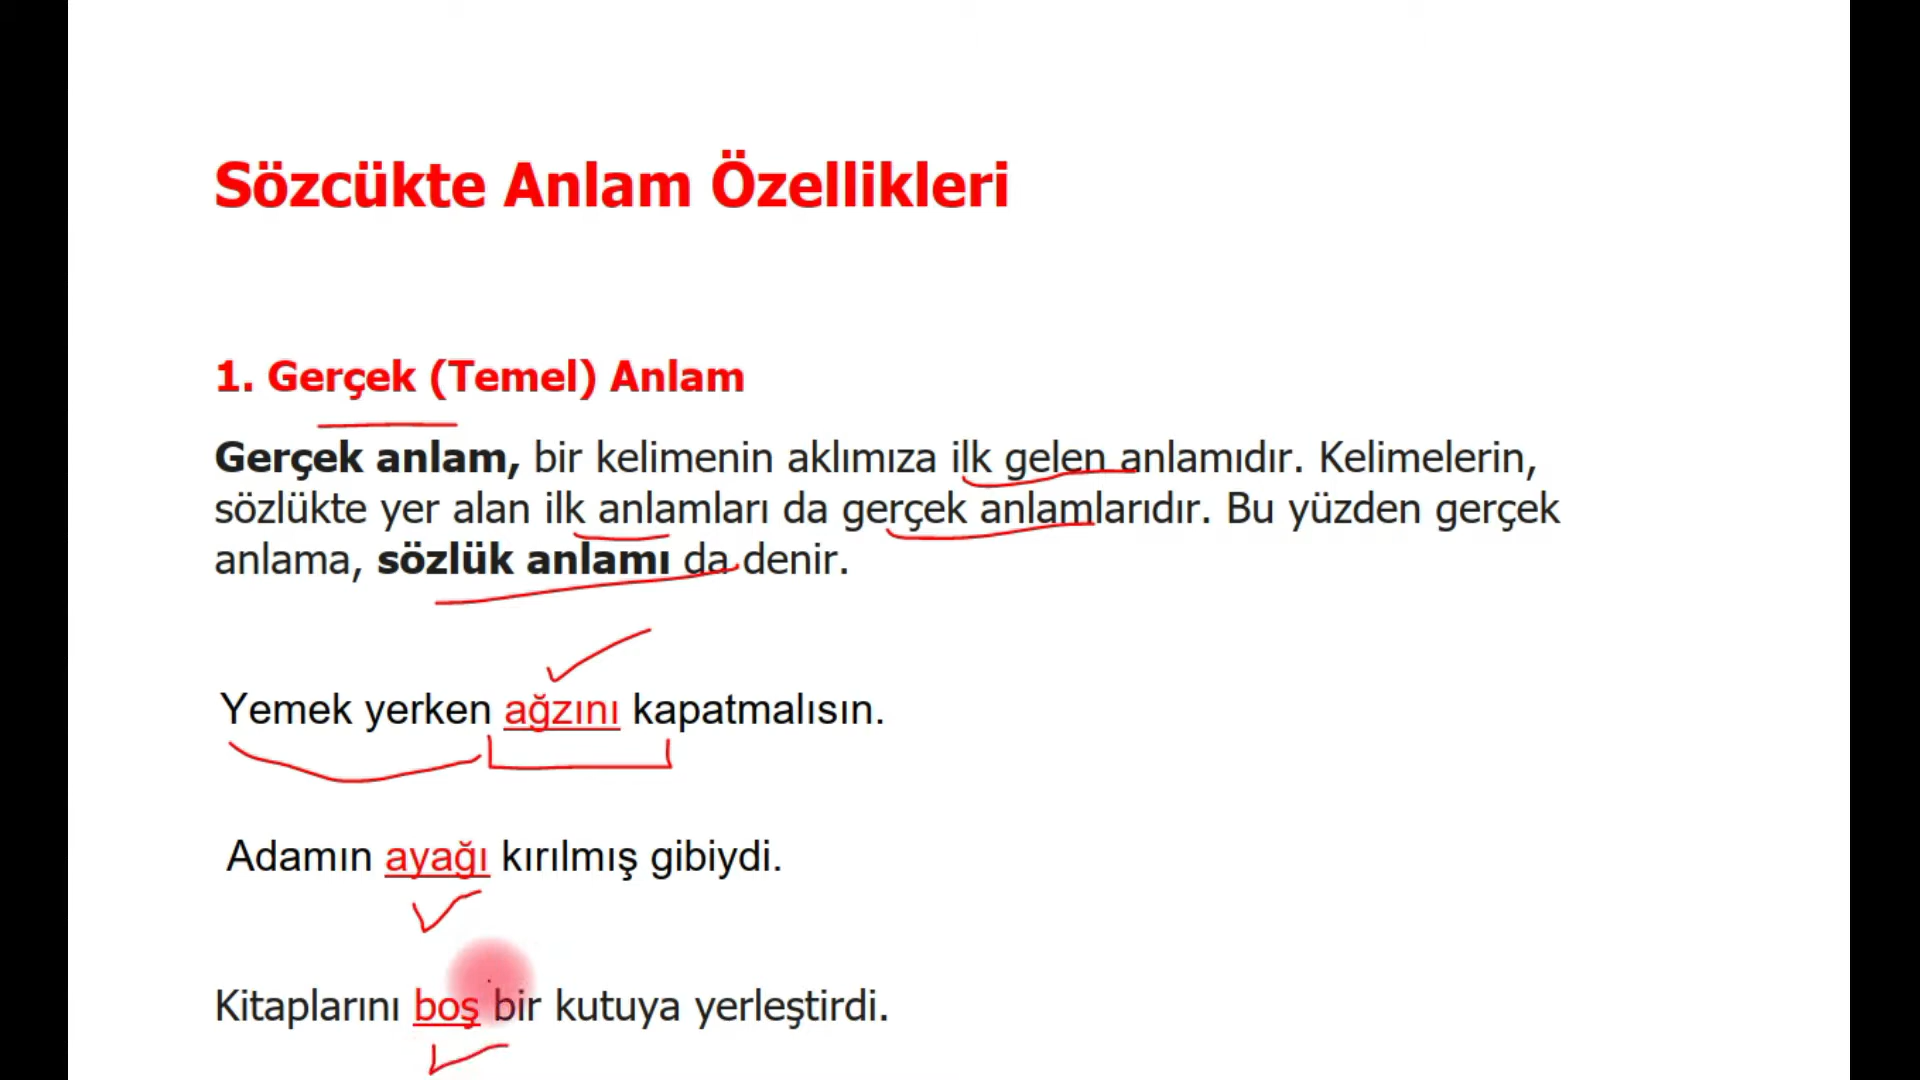 Sözcükte Anlam Özellikleri
1. Gerçek (Temel) Anlam
Gerçek anlam, bir kelimenin aklımıza ilk gelen anlamıdır. Kelimelerin,
sözlükte yer alan ilk anlamları da gerçek anlamlarıdır. Bu yüzden gerçek
anlama, sözlük anlamı da denir.
Yemek yerken ağzını kapatmalısın.
Adamın ayağı kırılmış gibiydi.
Kitaplarını boş bir kutuya yerleştirdi.